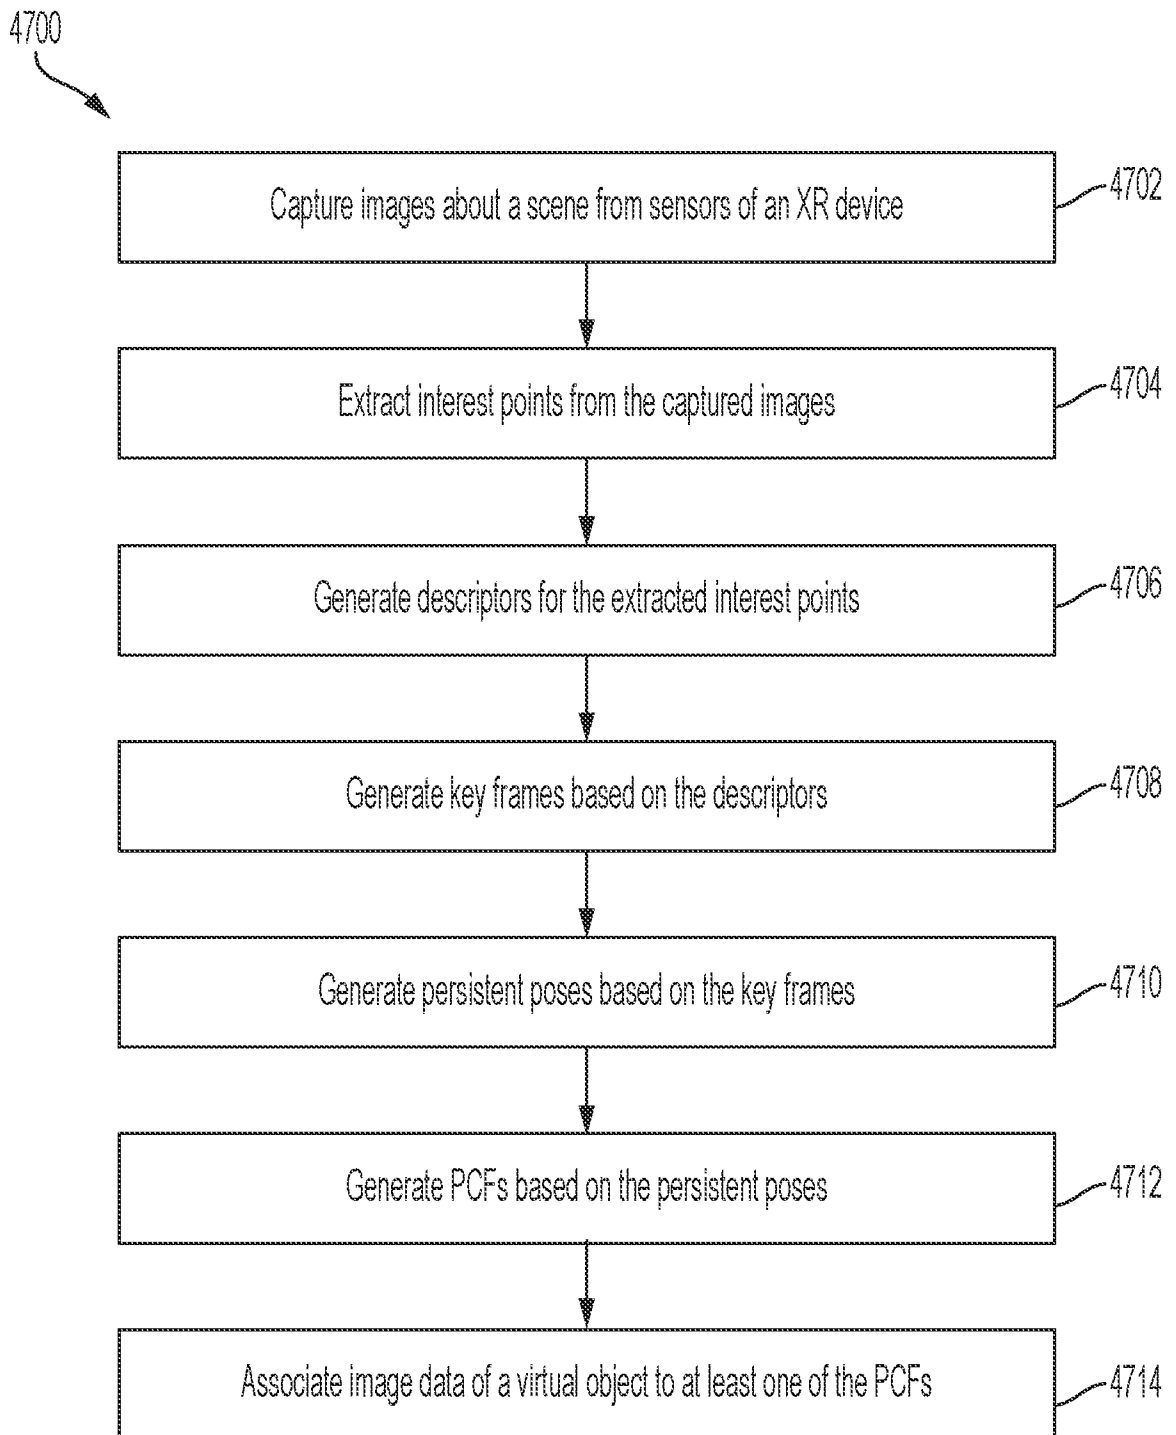 4700
Capture images about a scene from sensors of an XR device
4702
Extract interest points from the captured images
4704
Generate descriptors for the extracted interest points
4706
Generate key frames based on the descriptors
4708
Generate persistent poses based on the key frames
4710
Generate PCFs based on the persistent poses
4712
Associate image data of a virtual object to at least one of the PCFs
4714